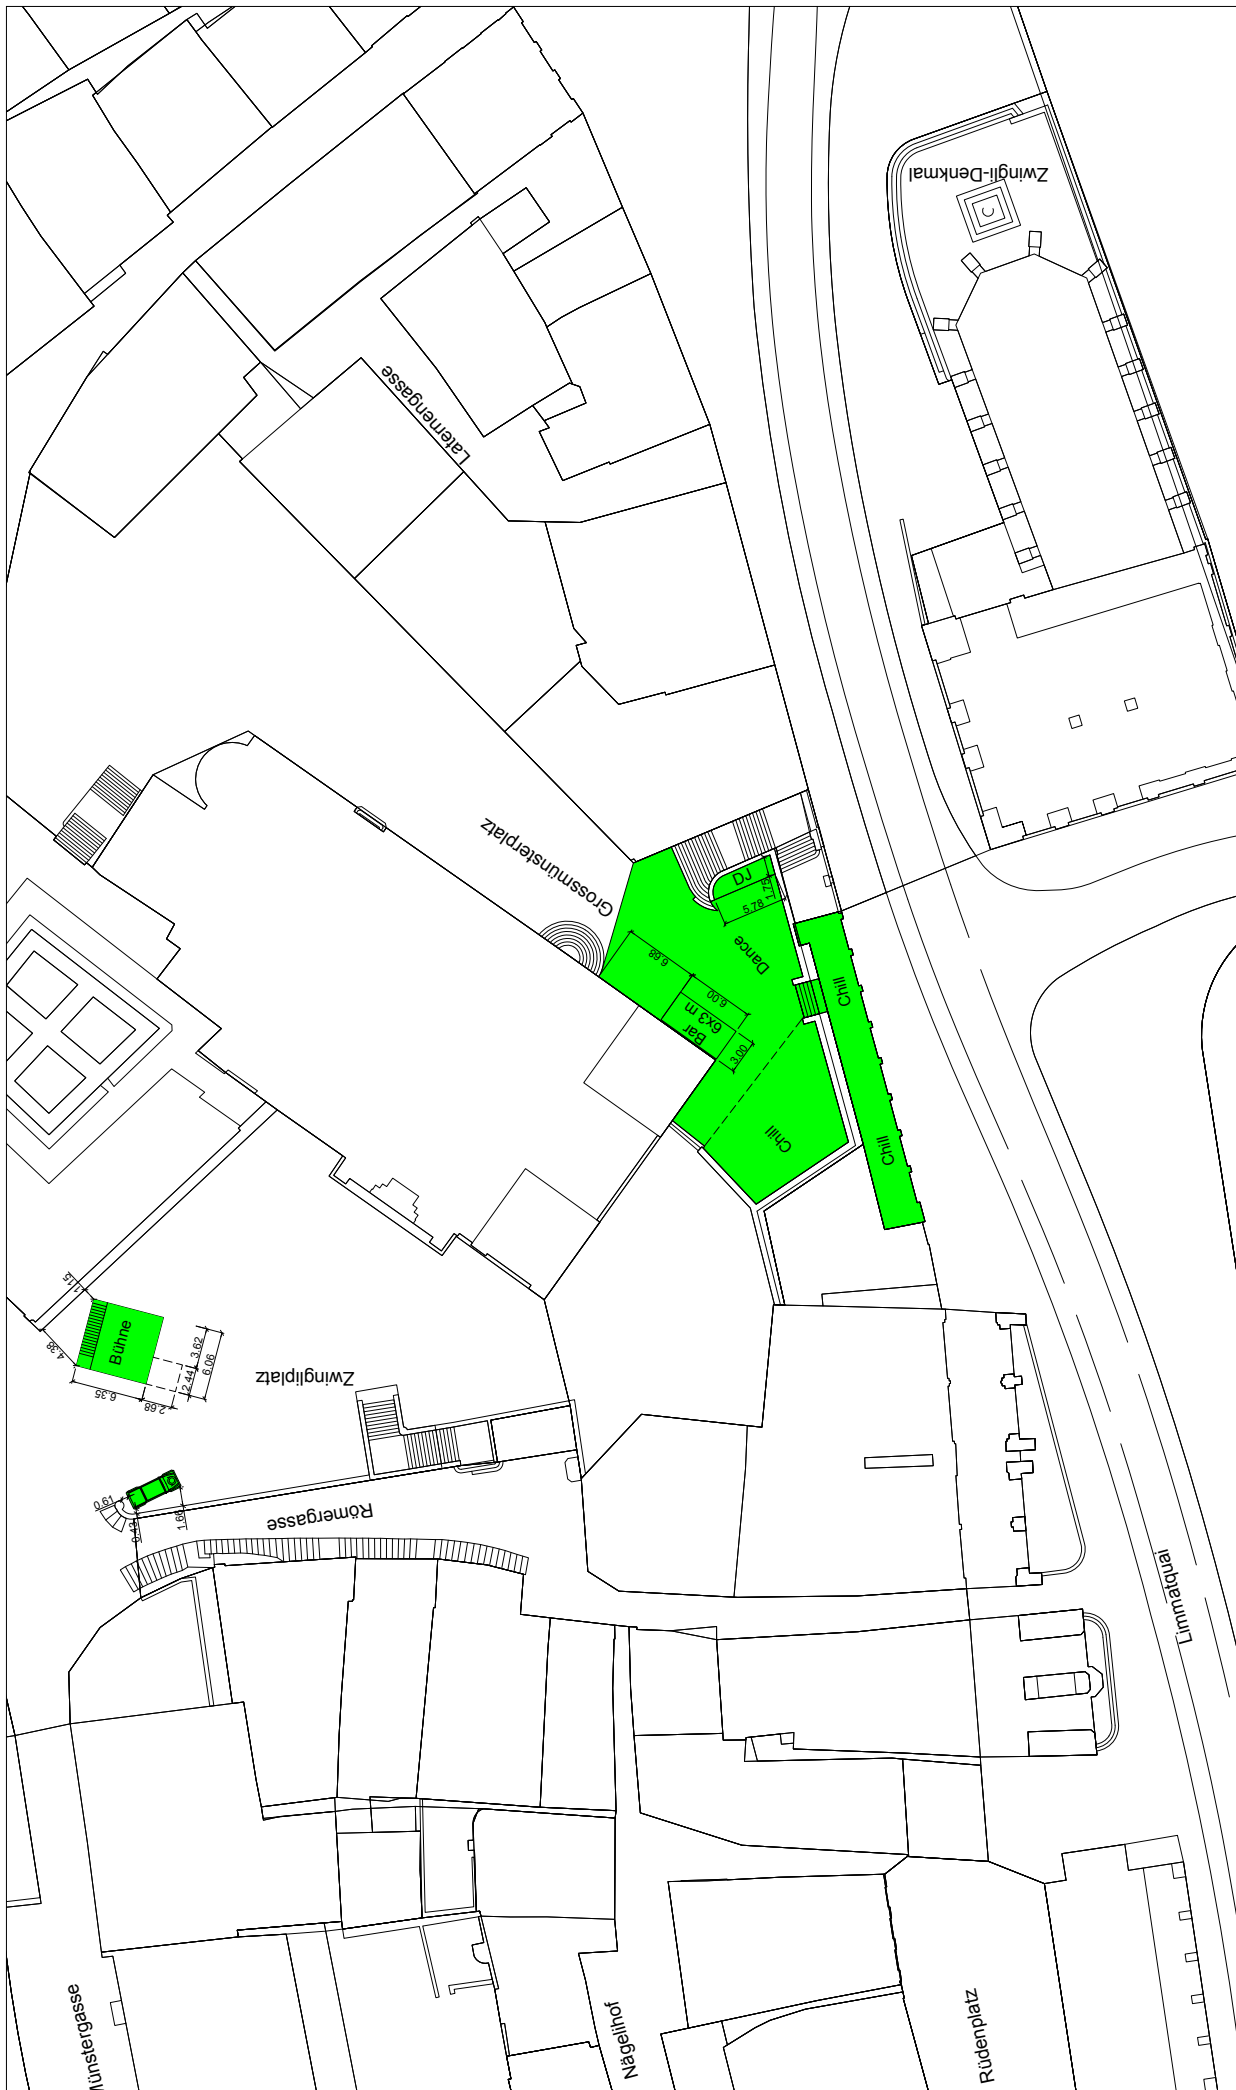 Zwingli-Denkmal
Laternengasse
Grossmünsterplatz
DJ
1.75
5.78
Dance
6.68
6.00
Bar
6x3 m
3.00
Chill
Chill
Chill
1.15
4.38
Bühne
6.35
2.68
2.44
3.62
6.06
Zwingliplatz
0.61
0.43
1.66
Römergasse
Limmatquai
Münstergasse
Nägelihof
Rüdenplatz